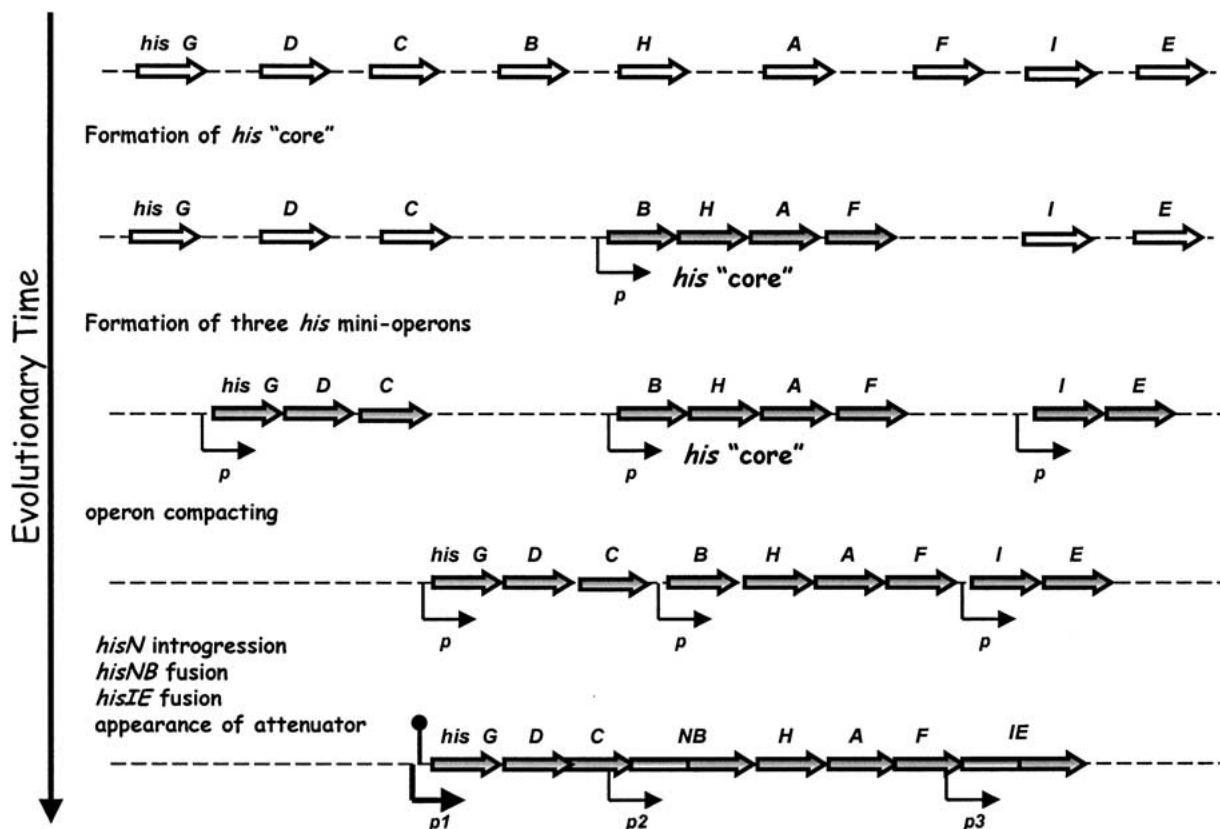 Evolutionary Time
his G D C B H A F I E
Formation of his “core”
his G D C B H A F I E
p
his “core”
Formation of three his mini-operons
his G D C B H A F I E
p p p
his “core”
operon compacting
his G D C B H A F I E
p p p
hisN introgression
hisNB fusion
hisIE fusion
appearance of attenuator
his G D C NB H A F IE
p1 p2 p3